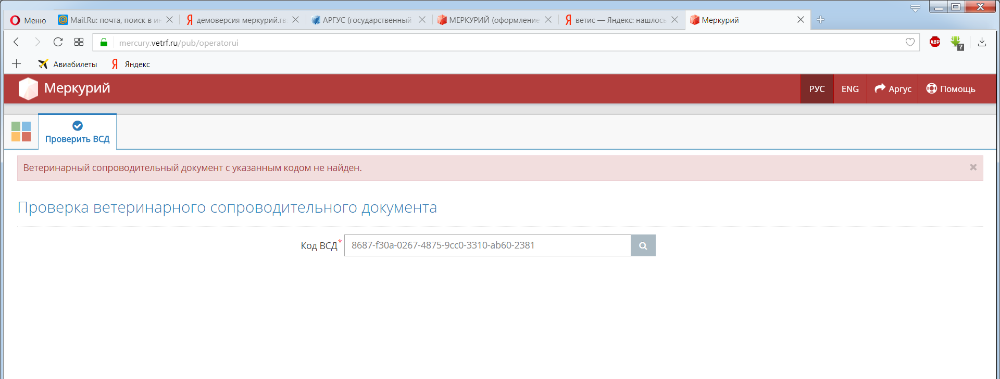 Меню
Mail.Ru: почта, поиск в ин
демоверсия меркурий.гв
АРГУС (государственный
МЕРКУРИЙ (оформление
ветис — Яндекс: нашлось
Меркурий
mercury.vetrf.ru/pub/operatorui
ABP
?
Авиабилеты
Яндекс
Меркурий
РУС
ENG
Аргус
Помощь
Проверить ВСД
Ветеринарный сопроводительный документ с указанным кодом не найден.
Проверка ветеринарного сопроводительного документа
Код ВСД* 8687-f30a-0267-4875-9cc0-3310-ab60-2381